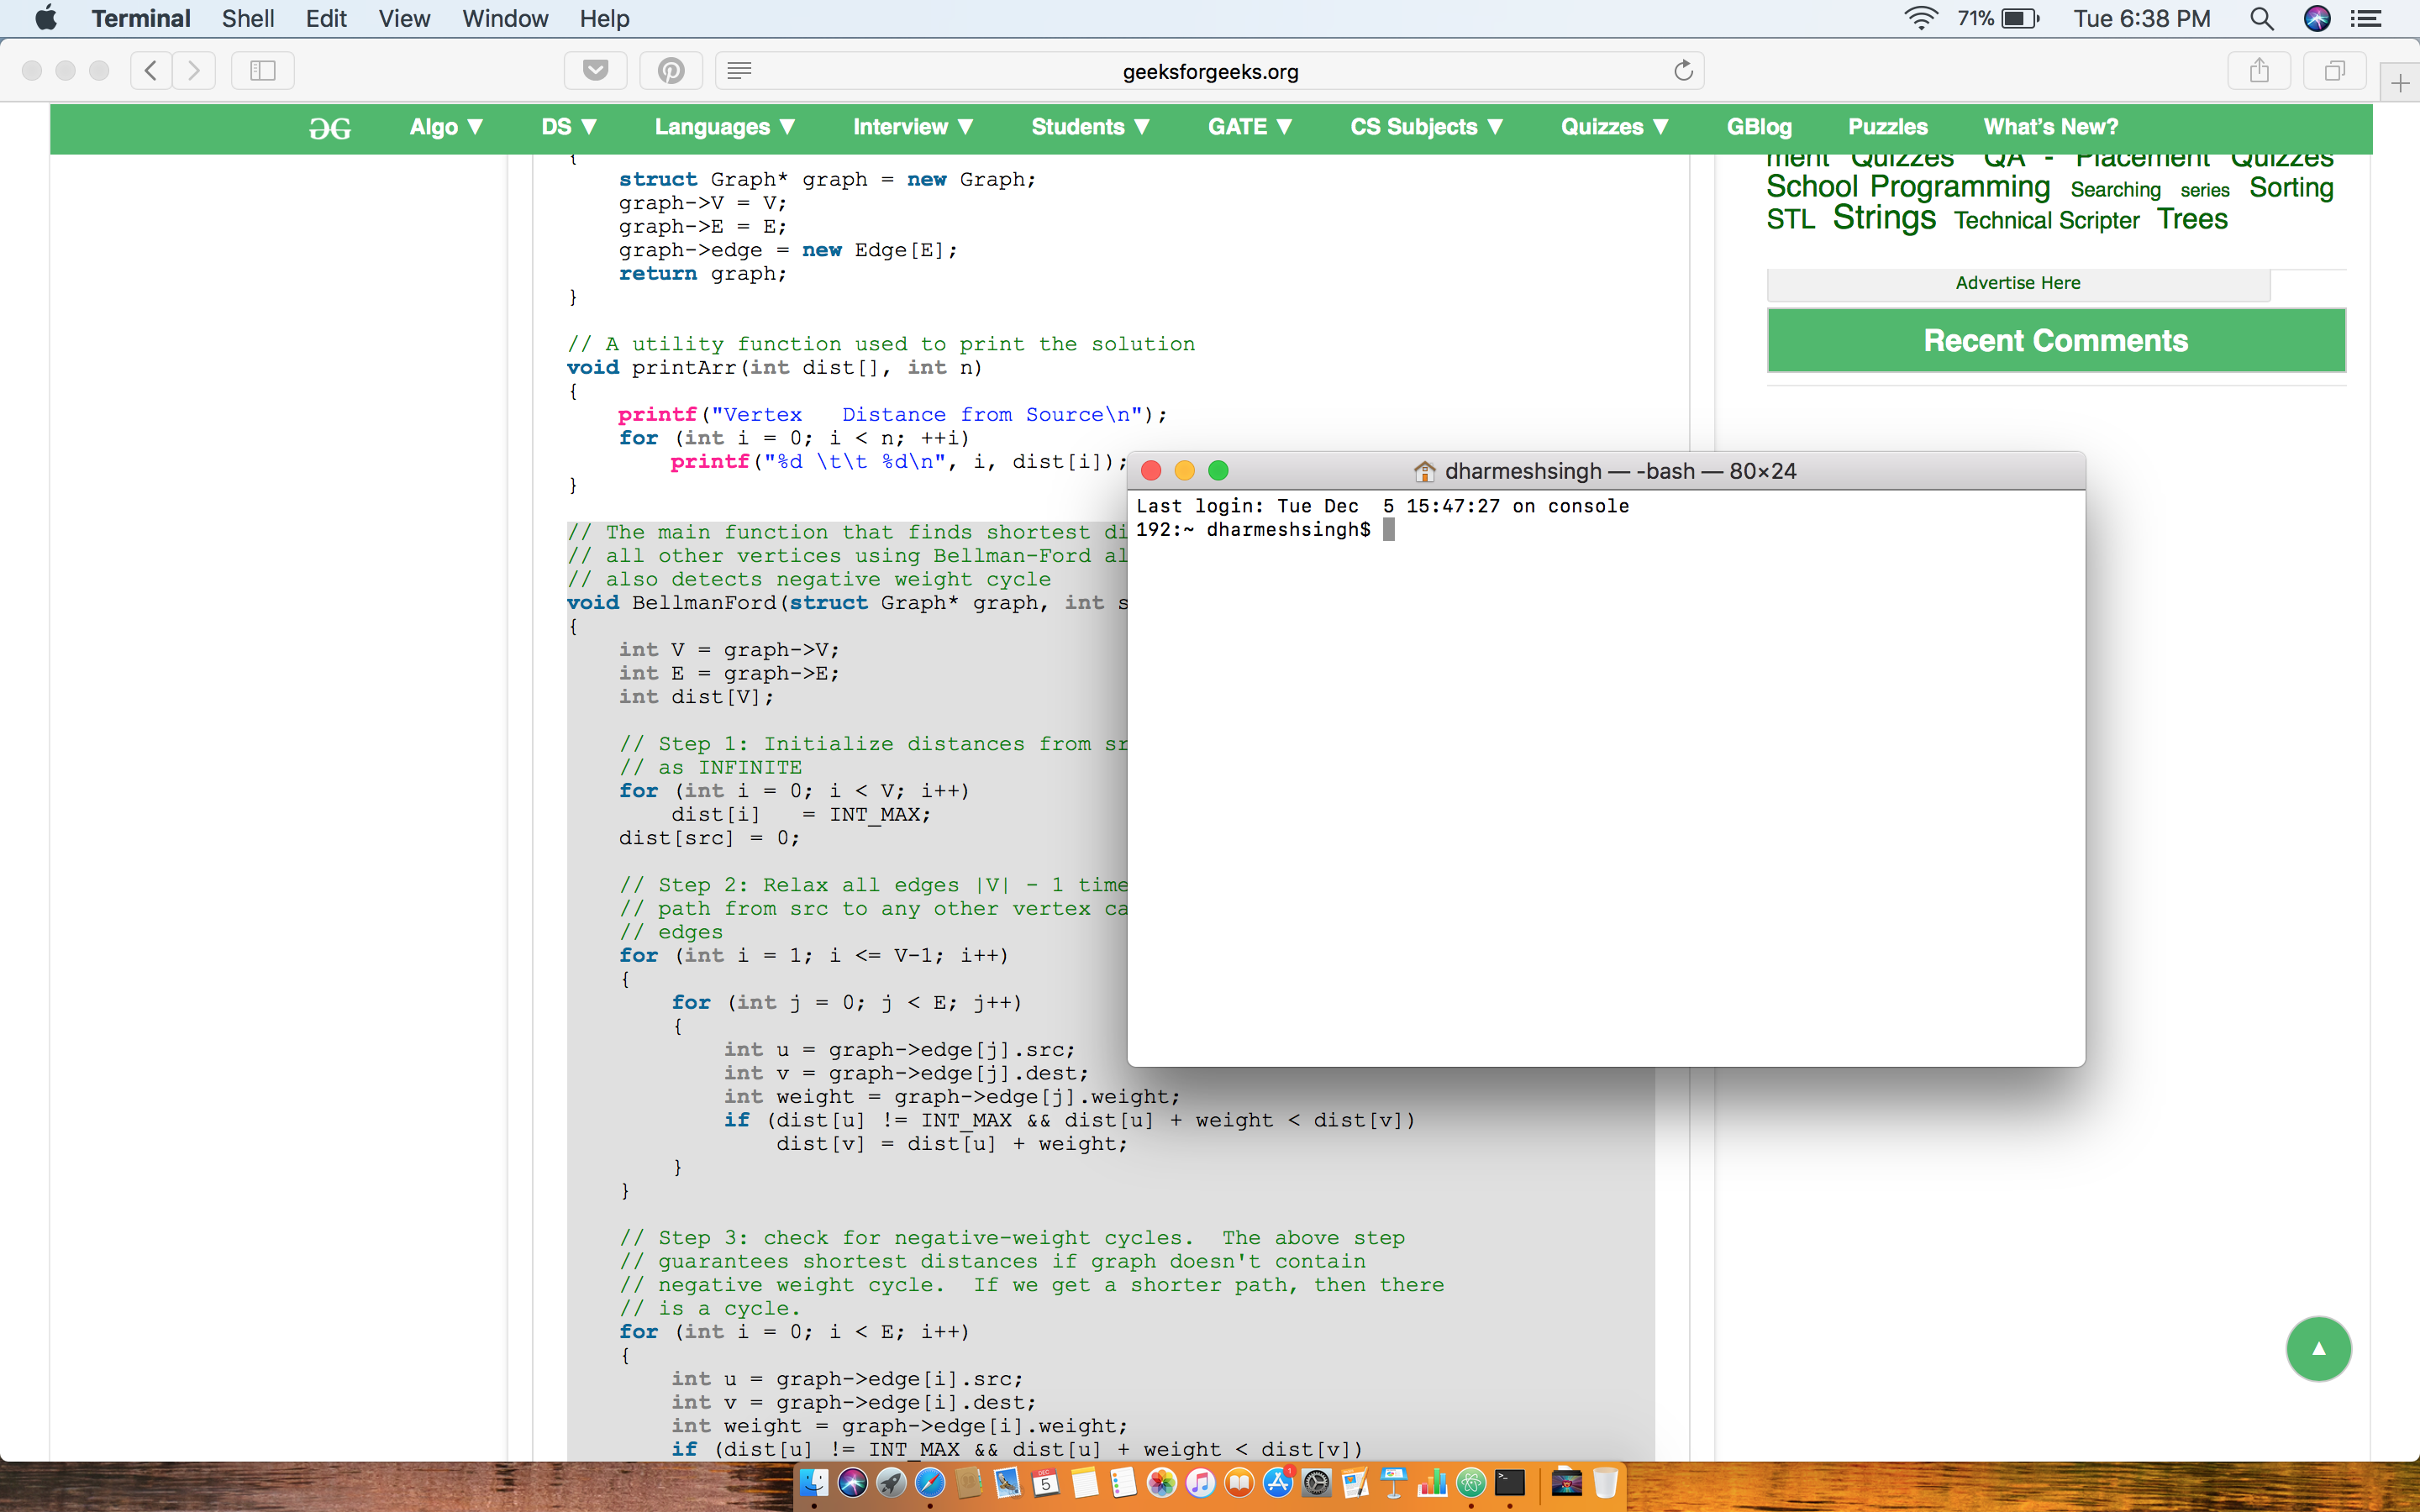 Terminal Shell Edit View Window Help 71% Tue 6:38 PM
geeksforgeeks.org
Algo ▼ DS ▼ Languages ▼ Interview ▼ Students ▼ GATE ▼ CS Subjects ▼ Quizzes ▼ GBlog Puzzles What's New?
{
struct Graph* graph = new Graph;
graph->V = V;
graph->E = E;
graph->edge = new Edge[E];
return graph;
}
// A utility function used to print the solution
void printArr(int dist[], int n)
{
printf("Vertex   Distance from Source\n");
for (int i = 0; i < n; ++i)
printf("%d \t\t %d\n", i, dist[i]);
}
// The main function that finds shortest
// all other vertices using Bellman-Ford
// also detects negative weight cycle
void BellmanFord(struct Graph* graph, int
{
int V = graph->V;
int E = graph->E;
int dist[V];
// Step 1: Initialize distances from
// as INFINITE
for (int i = 0; i < V; i++)
dist[i]   = INT_MAX;
dist[src] = 0;
// Step 2: Relax all edges |V| - 1
// path from src to any other vertex
// edges
for (int i = 1; i <= V-1; i++)
{
for (int j = 0; j < E; j++)
{
int u = graph->edge[j].src;
int v = graph->edge[j].dest;
int weight = graph->edge[j].weight;
if (dist[u] != INT_MAX && dist[u] + weight < dist[v])
dist[v] = dist[u] + weight;
}
}
// Step 3: check for negative-weight cycles.  The above step
// guarantees shortest distances if graph doesn't contain
// negative weight cycle.  If we get a shorter path, then there
// is a cycle.
for (int i = 0; i < E; i++)
{
int u = graph->edge[i].src;
int v = graph->edge[i].dest;
int weight = graph->edge[i].weight;
if (dist[u] != INT_MAX && dist[u] + weight < dist[v])
ment Quizzes QA - Placement Quizzes
School Programming Searching series Sorting
STL Strings Technical Scripter Trees
Advertise Here
Recent Comments
dharmeshsingh — -bash — 80×24
Last login: Tue Dec  5 15:47:27 on console
192:~ dharmeshsingh$
▲
DEC
5
1